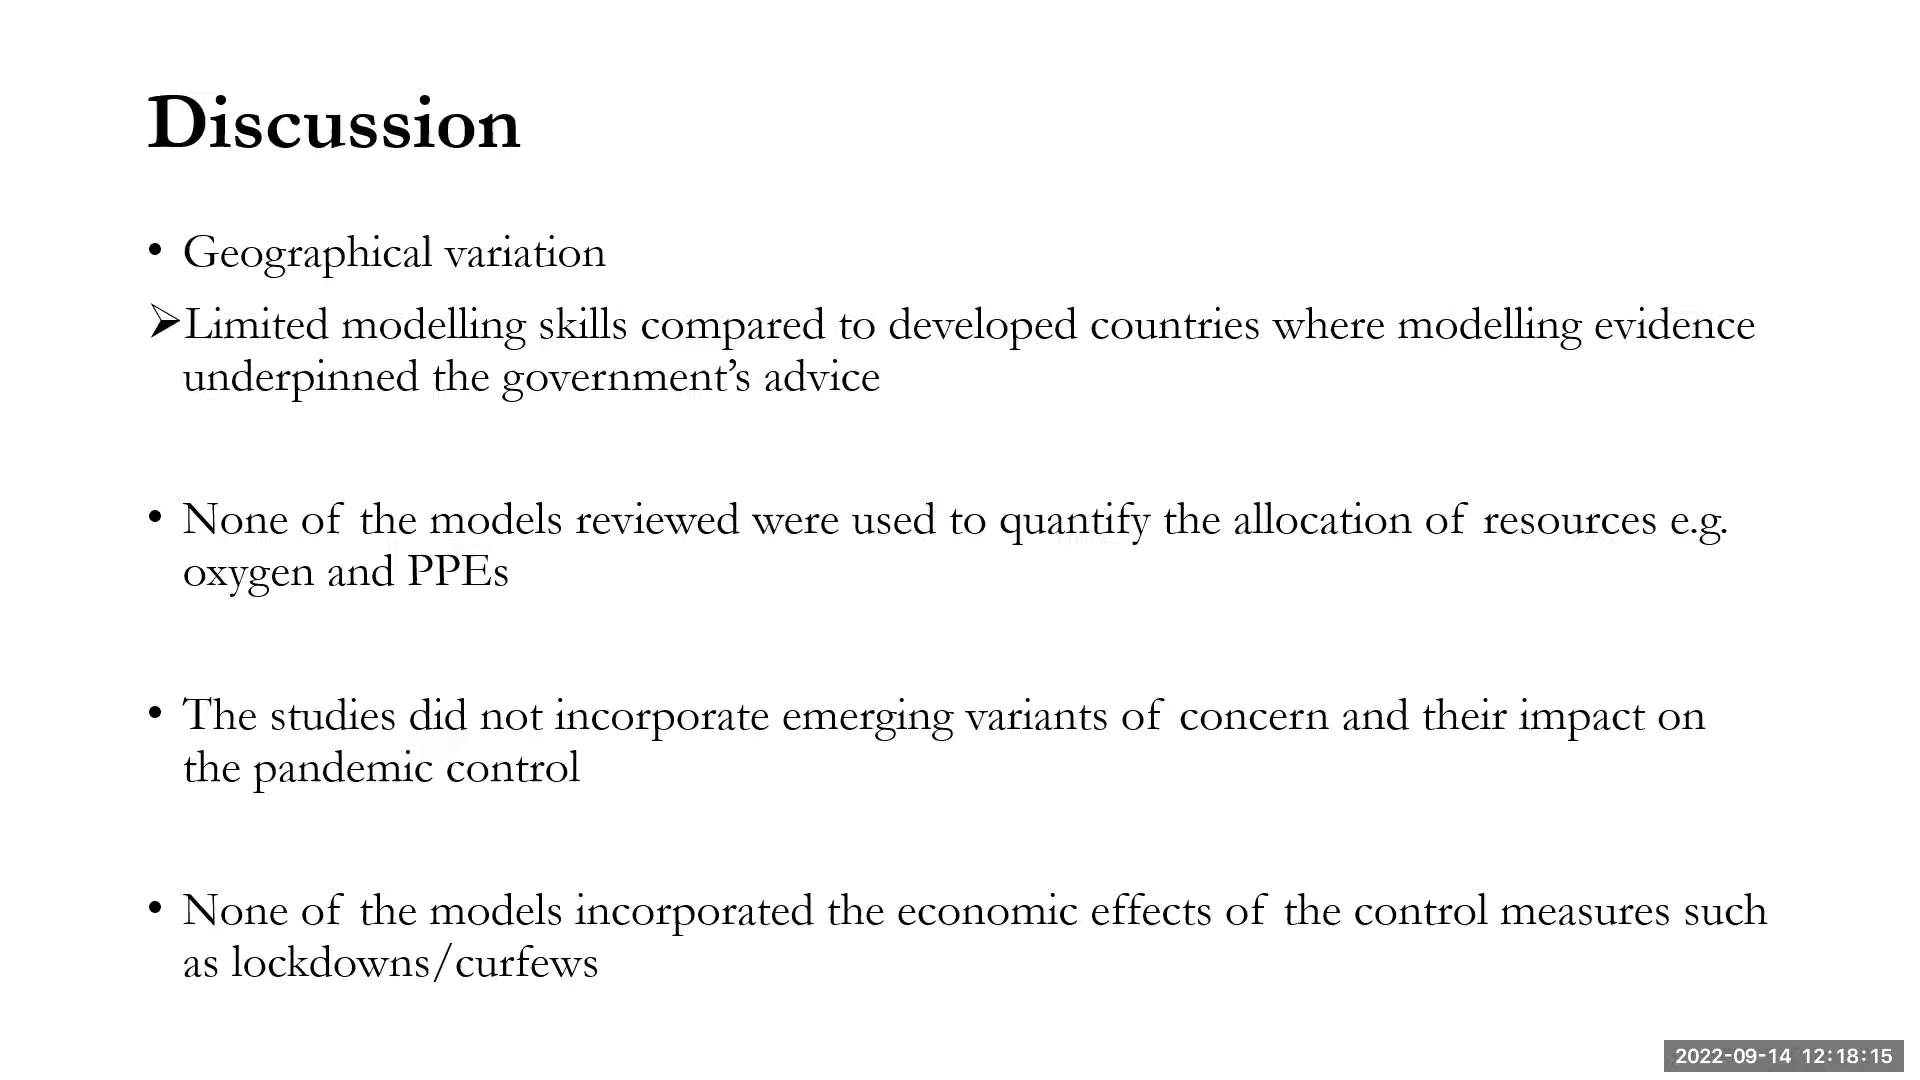 Discussion
• Geographical variation
➢Limited modelling skills compared to developed countries where modelling evidence
underpinned the government’s advice
• None of the models reviewed were used to quantify the allocation of resources e.g.
oxygen and PPEs
• The studies did not incorporate emerging variants of concern and their impact on
the pandemic control
• None of the models incorporated the economic effects of the control measures such
as lockdowns/curfews
2022-09-14 12:18:15